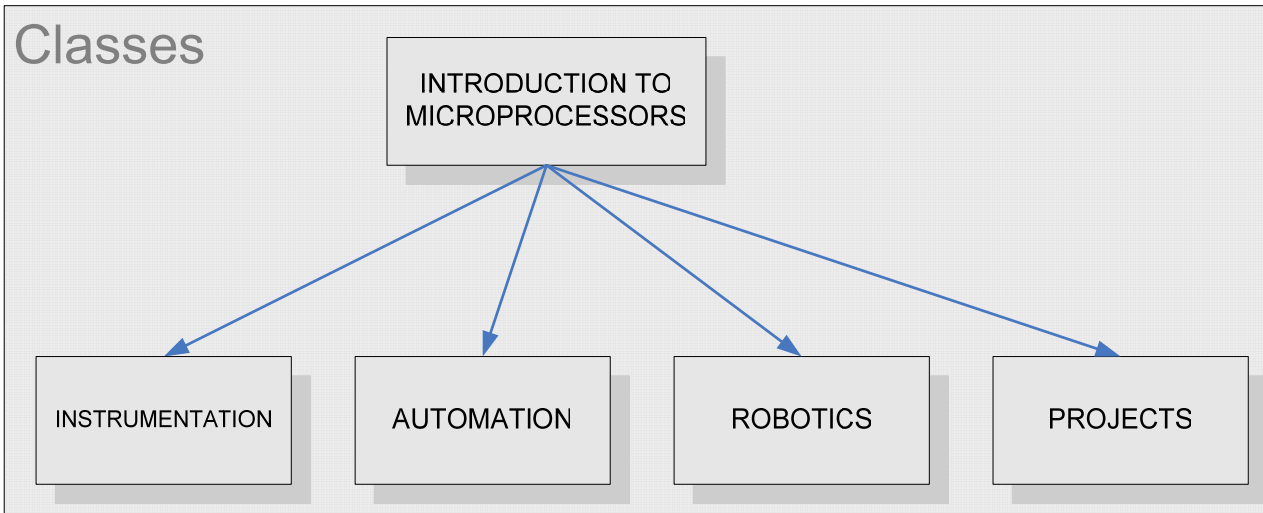 Classes
INTRODUCTION TO
MICROPROCESSORS
INSTRUMENTATION
AUTOMATION
ROBOTICS
PROJECTS